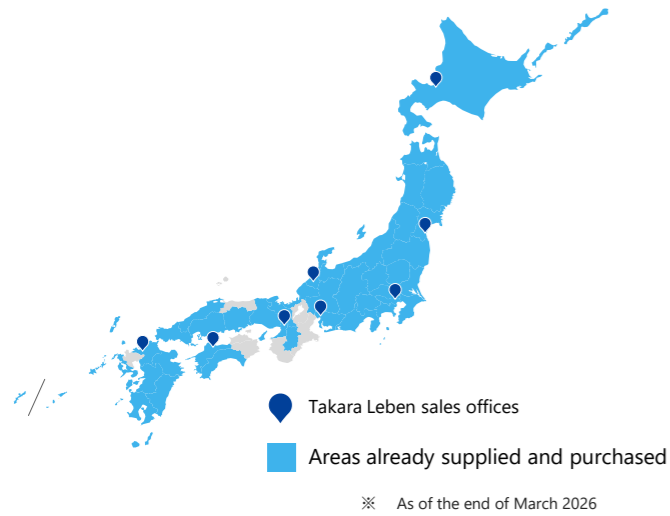 Takara Leben sales offices
Areas already supplied and purchased
※ As of the end of March 2026